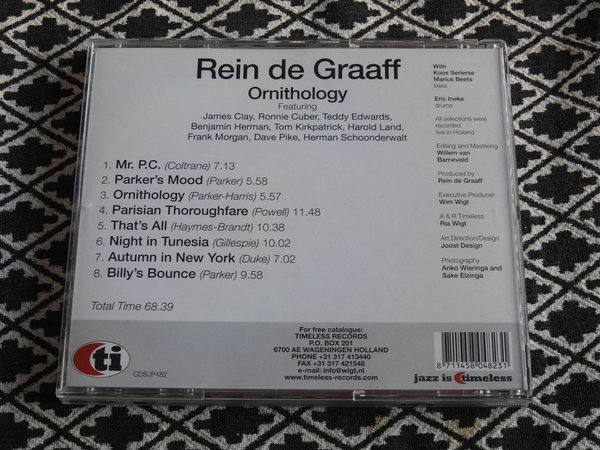 Rein de Graaff
Ornithology
Featuring
James Clay, Ronnie Cuber, Teddy Edwards,
Benjamin Herman, Tom Kirkpatrick, Harold Land,
Frank Morgan, Dave Pike, Herman Schoonderwalt
1. Mr. P.C. (Coltrane) 7.13
2. Parker's Mood (Parker) 5.58
3. Ornithology (Parker-Harris) 5.57
4. Parisian Thoroughfare (Powell) 11.48
5. That's All (Haymes-Brandt) 10.38
6. Night in Tunesia (Gillespie) 10.02
7. Autumn in New York (Duke) 7.02
8. Billy's Bounce (Parker) 9.58
Total Time 68.39
With
Koos Serierse
Marius Beets
bass
Eric Ineke
drums
All selections were
recorded
live in Holland
Editing and Mastering
Willem van
Barneveld
Produced by
Rein de Graaff
Executive Producer
Wim Wigt
A & R Timeless
Ria Wigt
Art Direction/Design
Joost Design
Photography
Anko Wieringa and
Sake Elzinga
ti
CDSJP482
For free catalogue:
TIMELESS RECORDS
P.O. BOX 201
6700 AE WAGENINGEN HOLLAND
PHONE +31 317 413440
FAX +31 317 421548
e-mail: info@wigt.nl
www.timeless-records.com
8 711458 048231
jazz is timeless